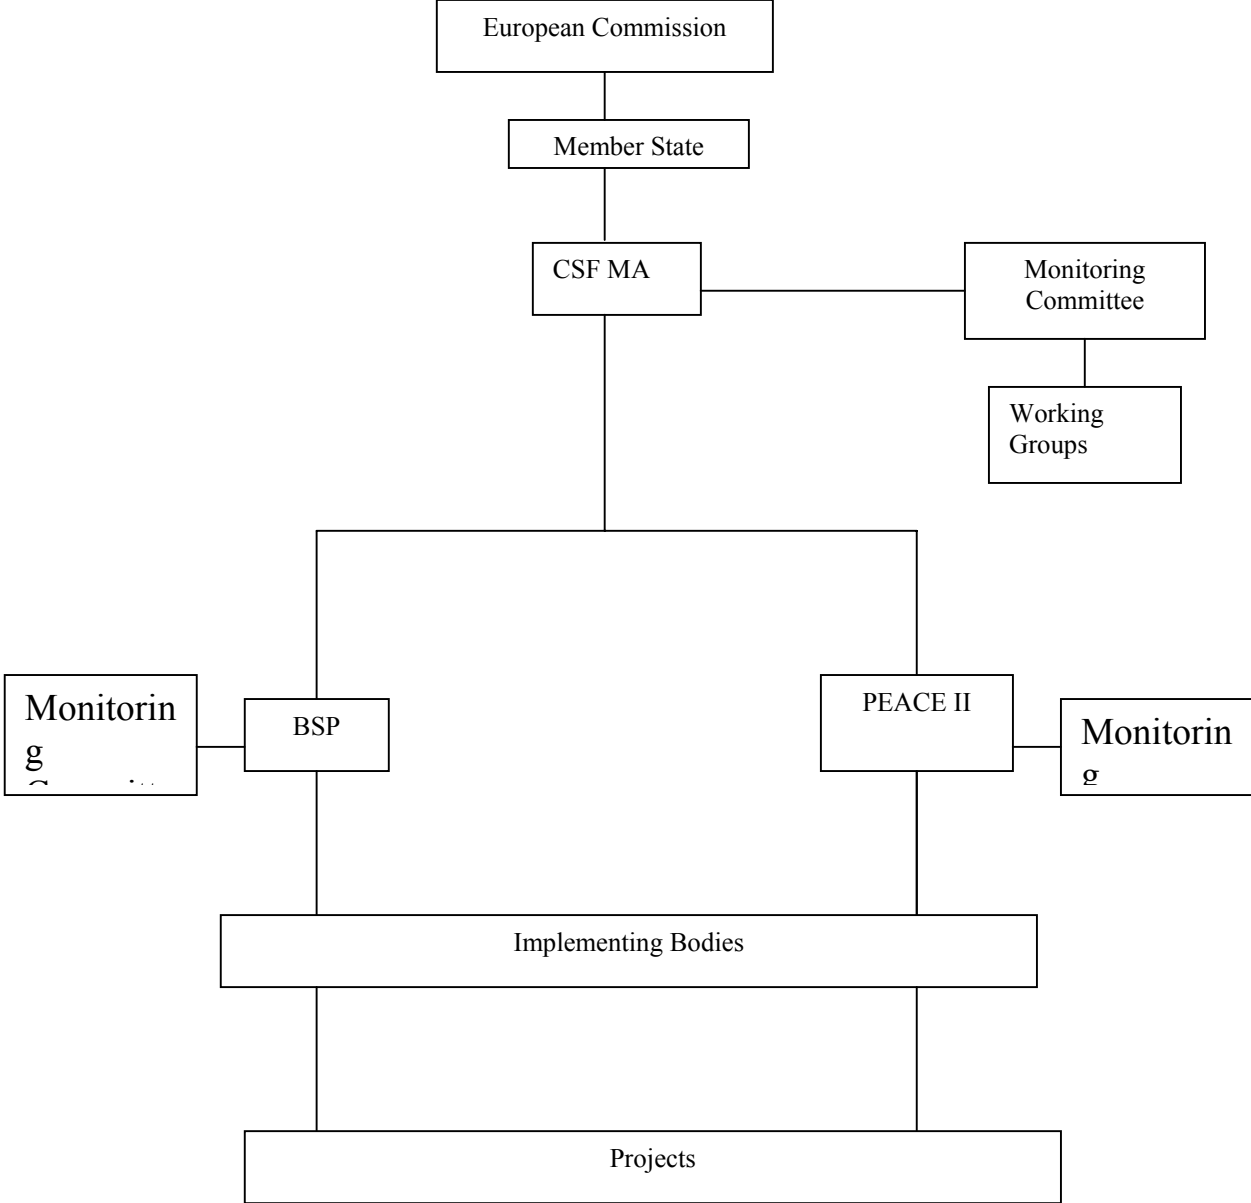 European Commission
Member State
CSF MA
Monitoring
Committee
Working
Groups
Monitorin
g
BSP
PEACE II
Monitorin
g
Implementing Bodies
Projects